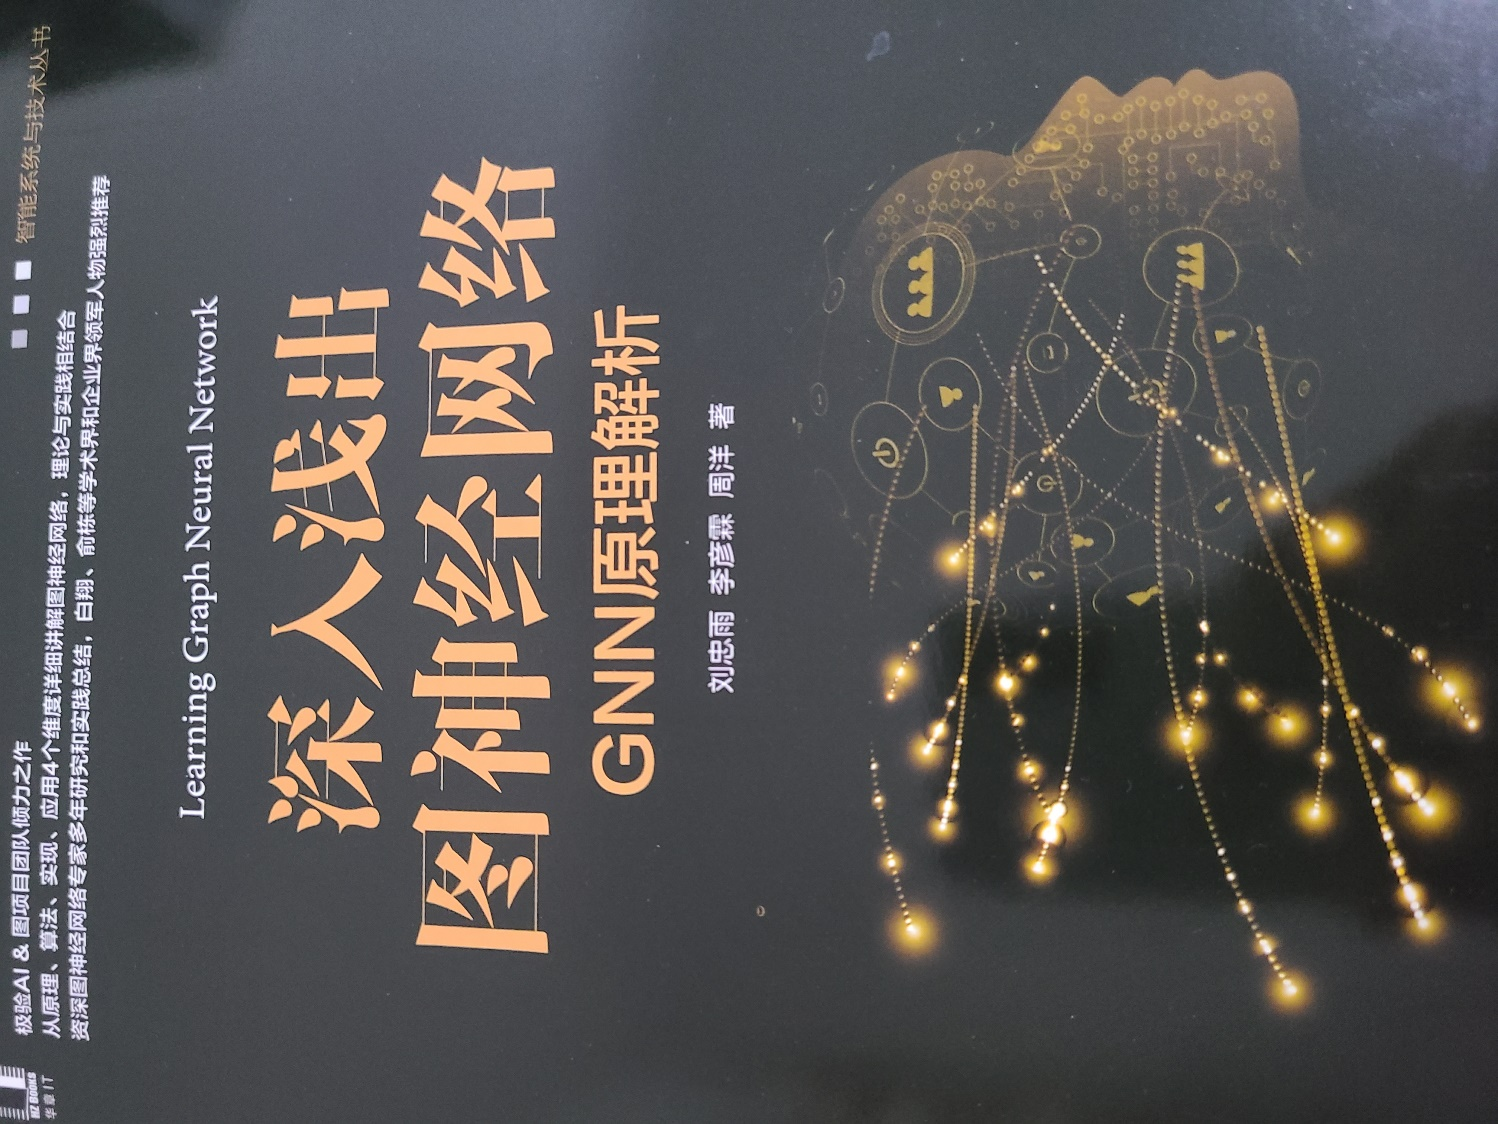 智能系统与技术丛书
极验AI & 图项目团队倾力之作
从原理、算法、实现、应用4个维度详细讲解图神经网络，理论与实践相结合
资深图神经网络专家多年研究和实践总结，白翔、俞栋等学术界和企业界领军人物强烈推荐
Learning Graph Neural Network
深入浅出
图神经网络
GNN原理解析
刘忠雨 李彦霖 周洋 著
HZ BOOKS
华章IT